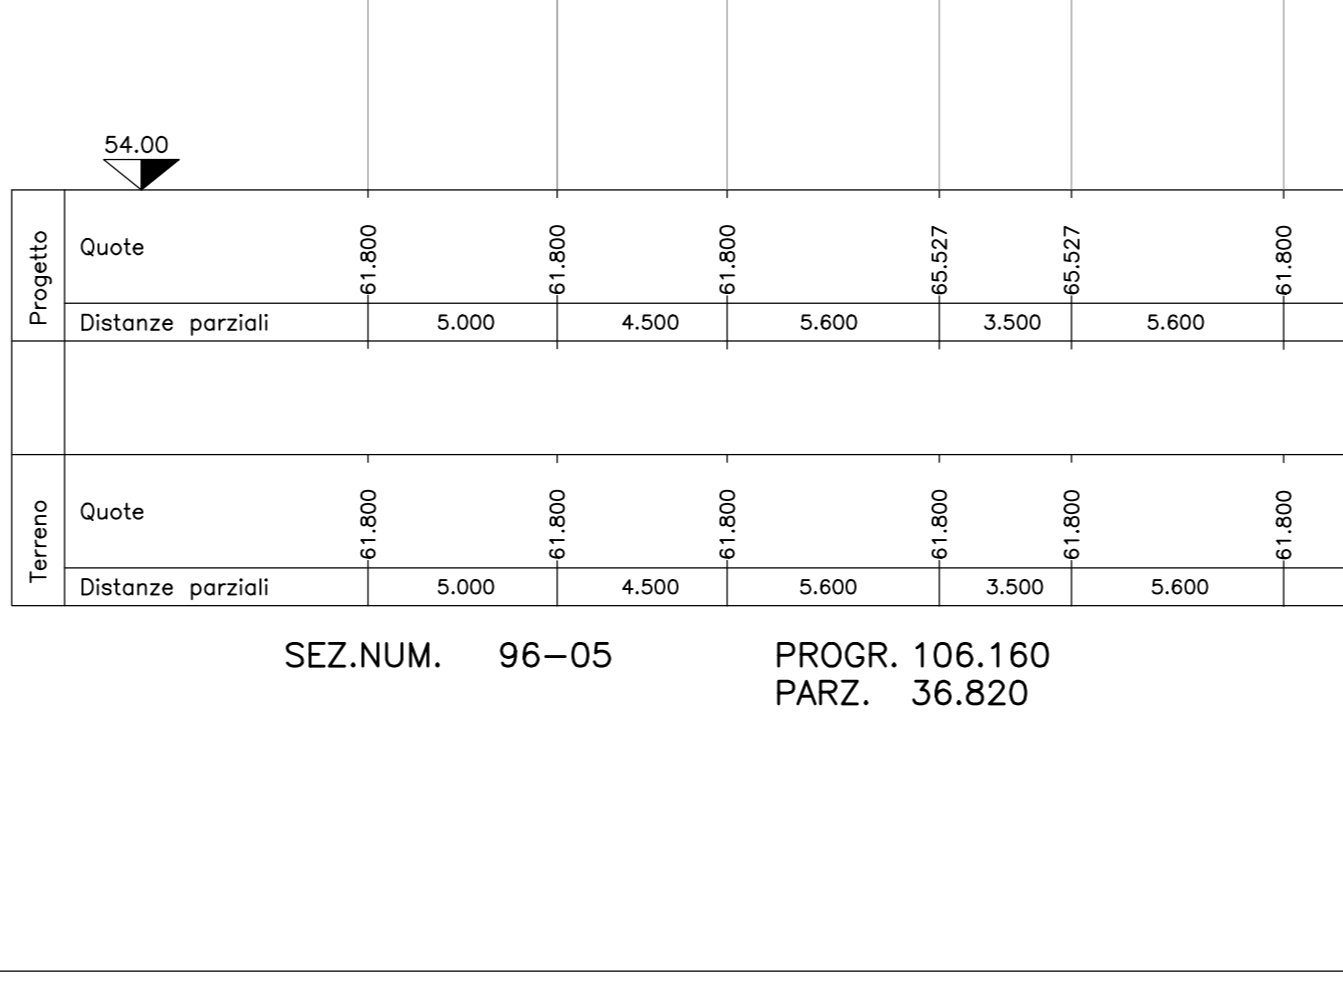 54.00
Progetto
Quote 61.800 61.800 61.800 65.527 65.527 61.800
Distanze parziali 5.000 4.500 5.600 3.500 5.600
Terreno
Quote 61.800 61.800 61.800 61.800 61.800 61.800
Distanze parziali 5.000 4.500 5.600 3.500 5.600
SEZ.NUM. 96-05 PROGR. 106.160
PARZ. 36.820